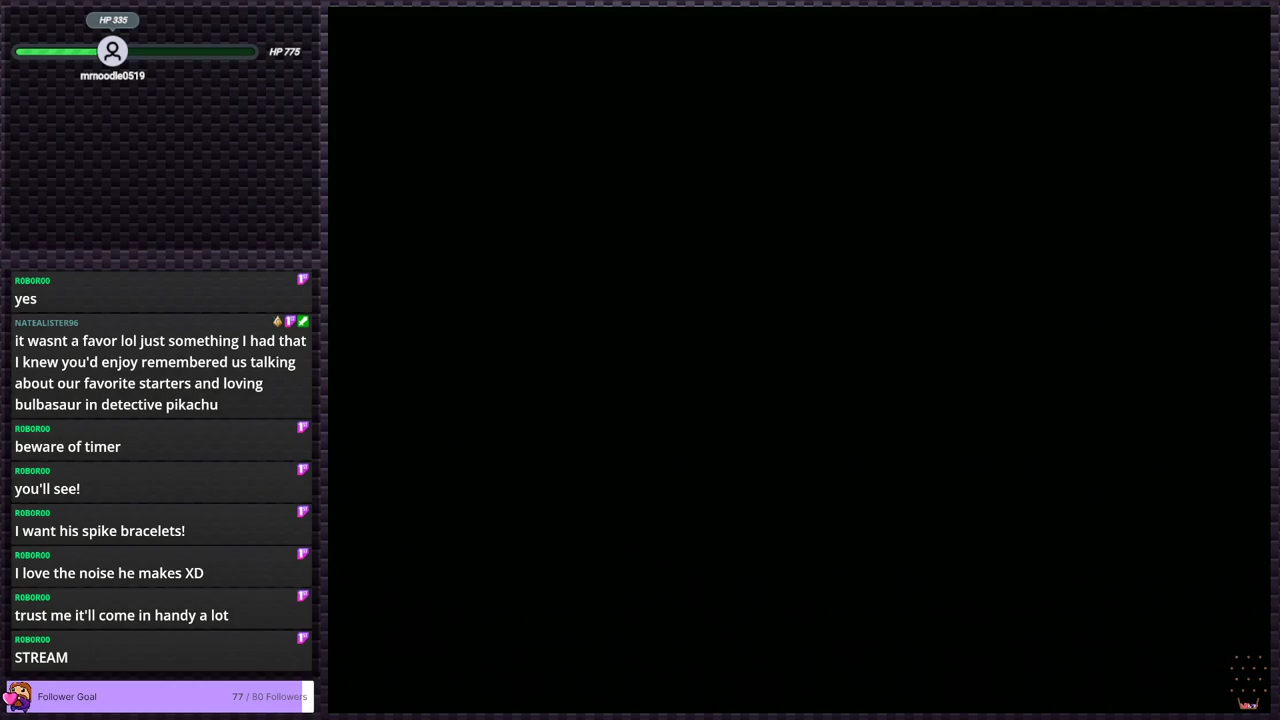 HP 335
HP 775
mrnoodle0519
ROBOROO
yes
NATEALISTER96
it wasnt a favor lol just something I had that
I knew you'd enjoy remembered us talking
about our favorite starters and loving
bulbasaur in detective pikachu
ROBOROO
beware of timer
ROBOROO
you'll see!
ROBOROO
I want his spike bracelets!
ROBOROO
I love the noise he makes XD
ROBOROO
trust me it'll come in handy a lot
ROBOROO
STREAM
Follower Goal 77 / 80 Followers